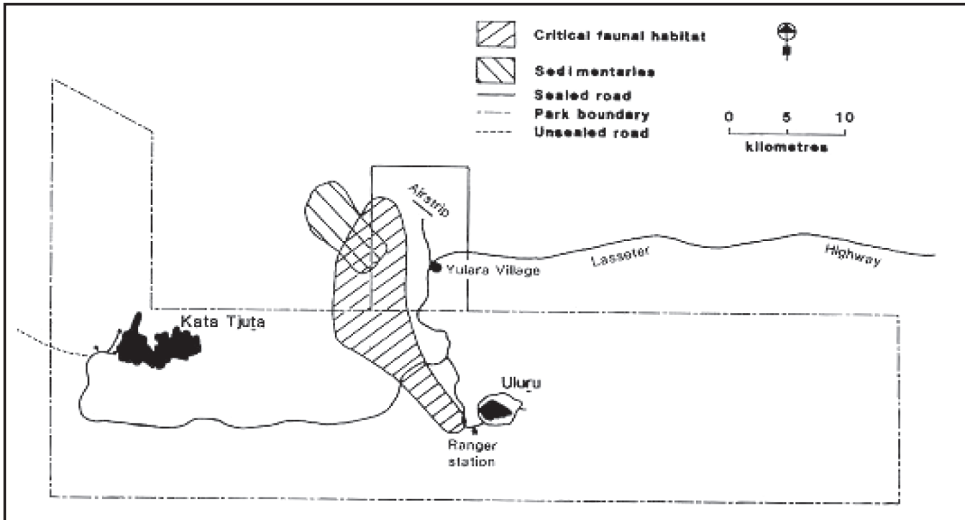 Critical faunal habitat
Sedimentaries
Sealed road
Park boundary
Unsealed road
0 5 10
kilometres
Airstrip
Yulara Village
Lasseter Highway
Kata Tjuta
Uluru
Ranger
station